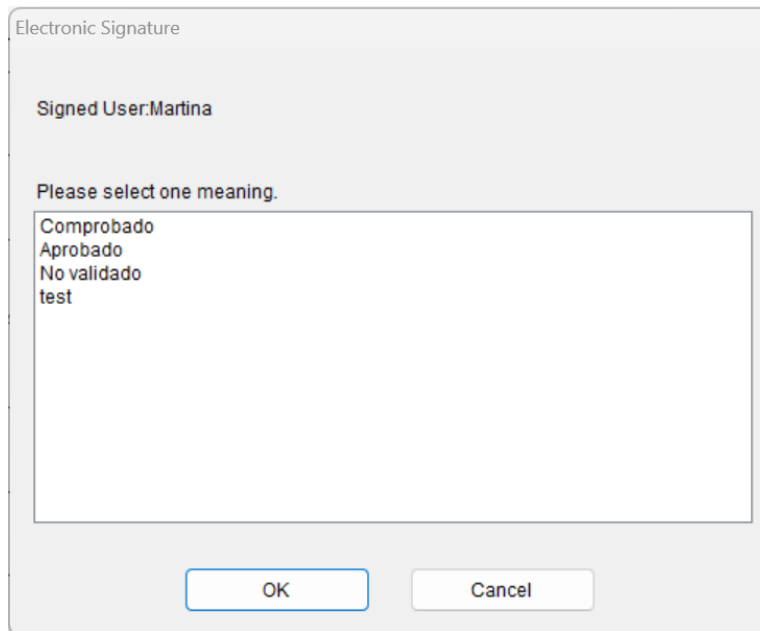 Electronic Signature
Signed User:Martina
Please select one meaning.
Comprobado
Aprobado
No validado
test
OK
Cancel